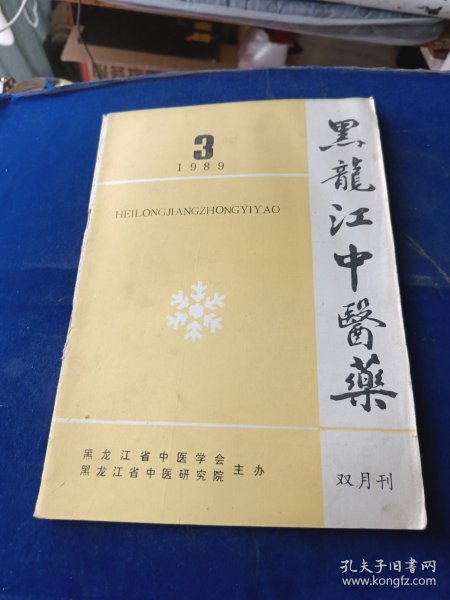 3
1989
HEILONGJIANGZHONGYIYAO
黑龍江中醫藥
黑龙江省中医学会
黑龙江省中医研究院
主办
双月刊
孔夫子旧书网
www.kongfz.com